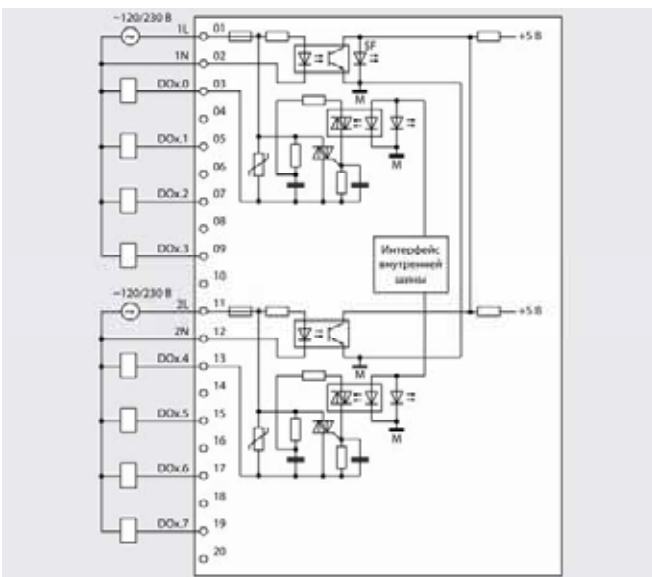 ~120/230 В
1L 01
+5 В
1N 02
SF
DOx.0 03
M
04
DOx.1 05
M
06
DOx.2 07
08
Интерфейс
внутренней
шины
DOx.3 09
10
~120/230 В
2L 11
+5 В
2N 12
DOx.4 13
M
14
DOx.5 15
M
16
DOx.6 17
18
DOx.7 19
20